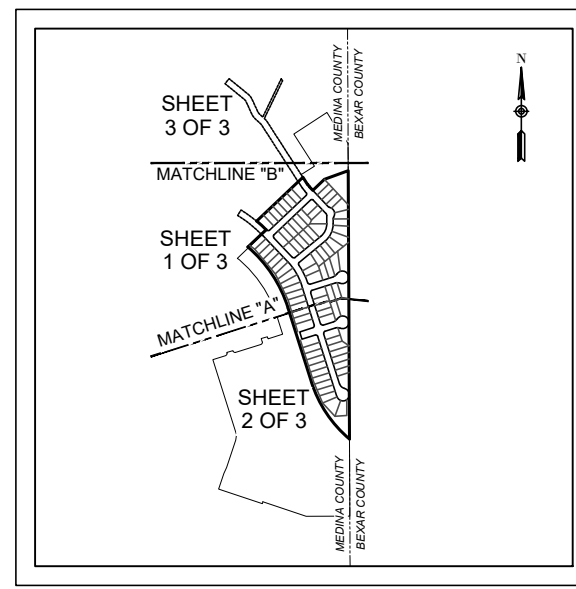 MEDINA COUNTY
BEXAR COUNTY
N
SHEET
3 OF 3
MATCHLINE "B"
SHEET
1 OF 3
MATCHLINE "A"
SHEET
2 OF 3
MEDINA COUNTY
BEXAR COUNTY